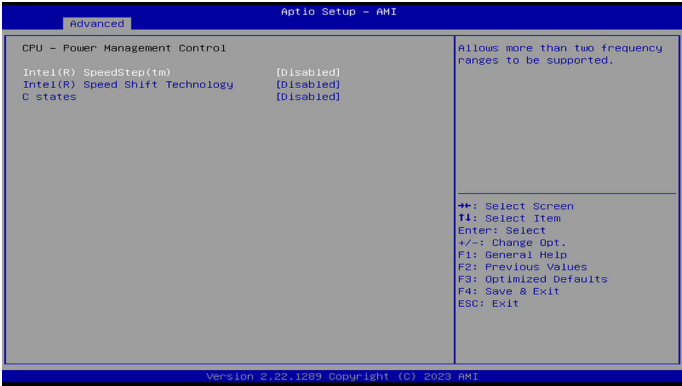 Aptio Setup – AMI
Advanced
CPU – Power Management Control
Intel(R) SpeedStep(tm) [Disabled]
Intel(R) Speed Shift Technology [Disabled]
C states [Disabled]
Allows more than two frequency
ranges to be supported.
→←: Select Screen
↑↓: Select Item
Enter: Select
+/-: Change Opt.
F1: General Help
F2: Previous Values
F3: Optimized Defaults
F4: Save & Exit
ESC: Exit
Version 2.22.1289 Copyright (C) 2023 AMI